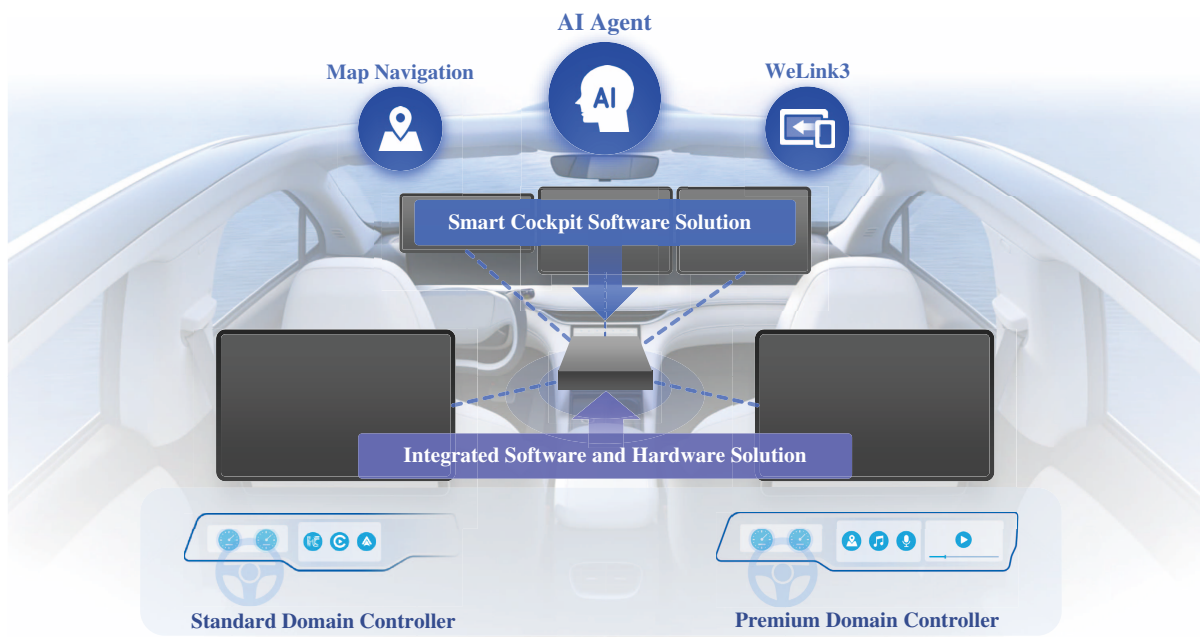 AI Agent
Map Navigation
WeLink3
AI
Smart Cockpit Software Solution
Integrated Software and Hardware Solution
Standard Domain Controller
Premium Domain Controller